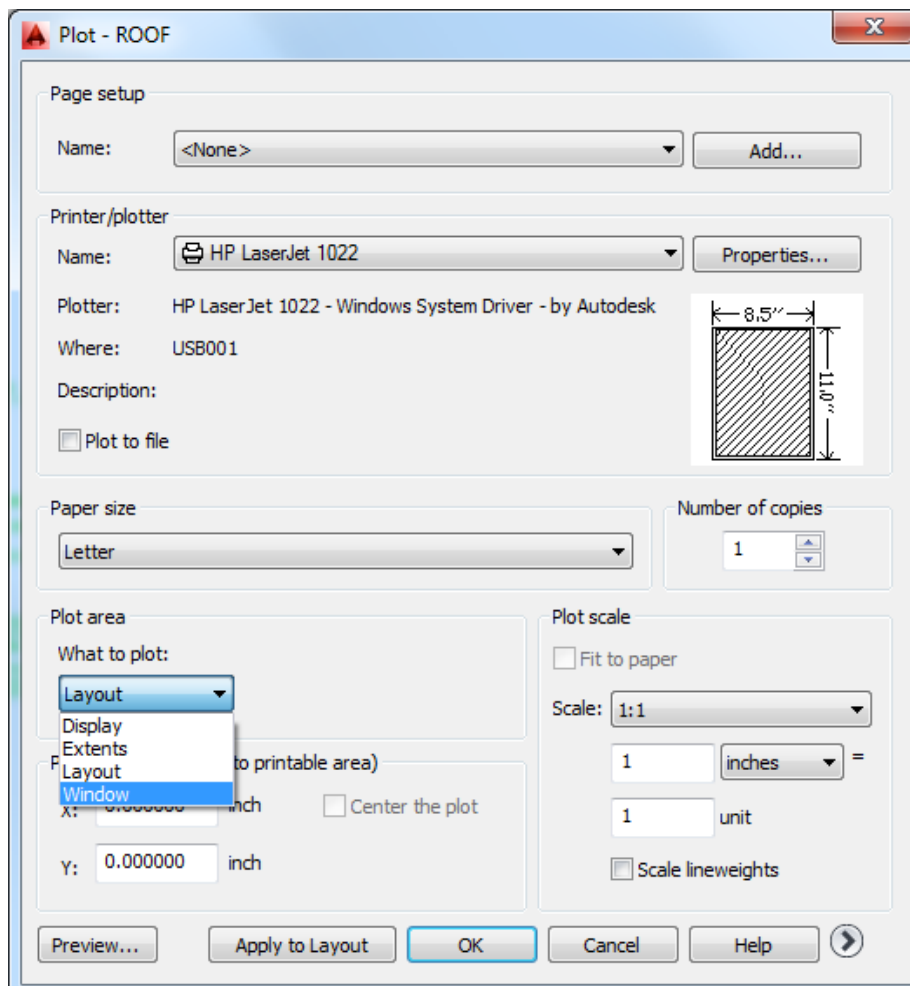 Plot - ROOF
Page setup
Name: <None> Add...
Printer/plotter
Name: HP LaserJet 1022 Properties...
Plotter: HP LaserJet 1022 - Windows System Driver - by Autodesk
Where: USB001
Description:
Plot to file
8.5''
11.0''
Paper size
Letter
Number of copies
1
Plot area
What to plot:
Layout
Display
Extents
Layout
Window
to printable area)
X: 0.000000 inch Center the plot
Y: 0.000000 inch
Plot scale
Fit to paper
Scale: 1:1
1 inches =
1 unit
Scale lineweights
Preview... Apply to Layout OK Cancel Help